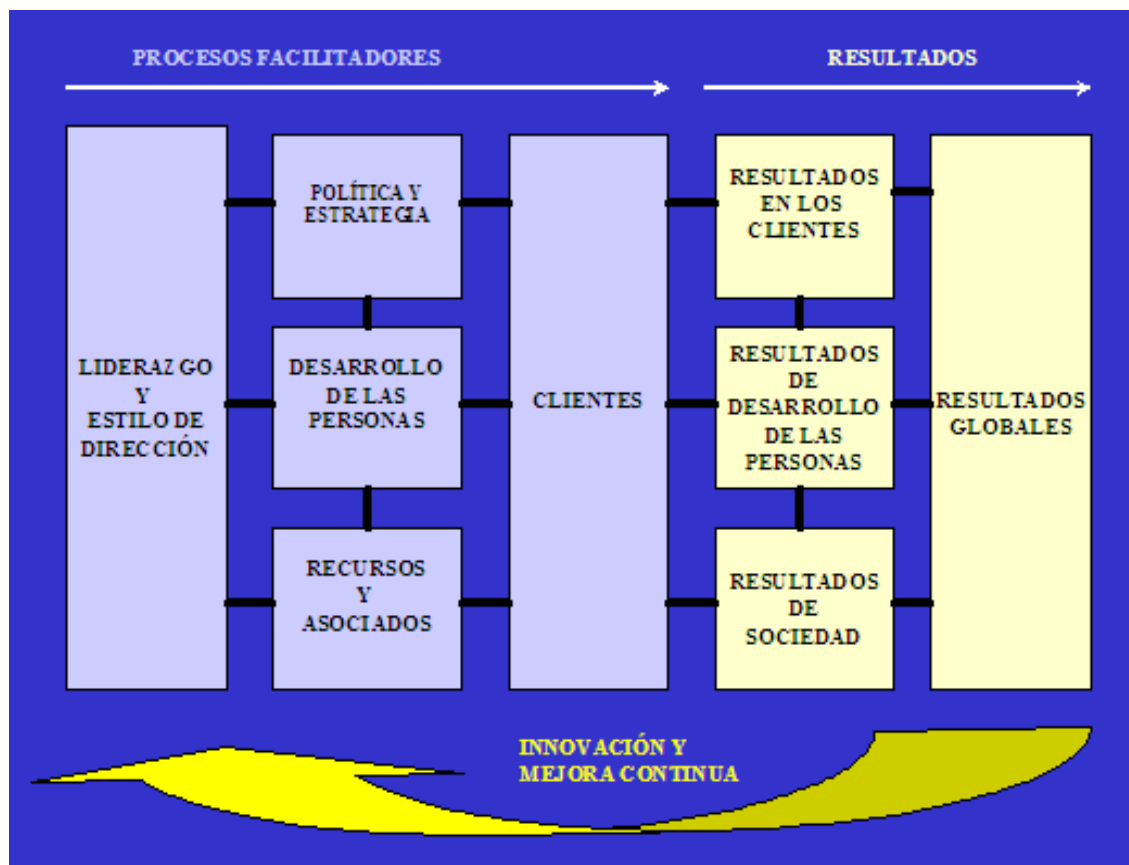 PROCESOS FACILITADORES
RESULTADOS
LIDERAZGO
Y
ESTILO DE
DIRECCIÓN
POLÍTICA Y
ESTRATEGIA
DESARROLLO
DE LAS
PERSONAS
RECURSOS
Y
ASOCIADOS
CLIENTES
RESULTADOS
EN LOS
CLIENTES
RESULTADOS
DE
DESARROLLO
DE LAS
PERSONAS
RESULTADOS
DE
SOCIEDAD
RESULTADOS
GLOBALES
INNOVACIÓN Y
MEJORA CONTINUA